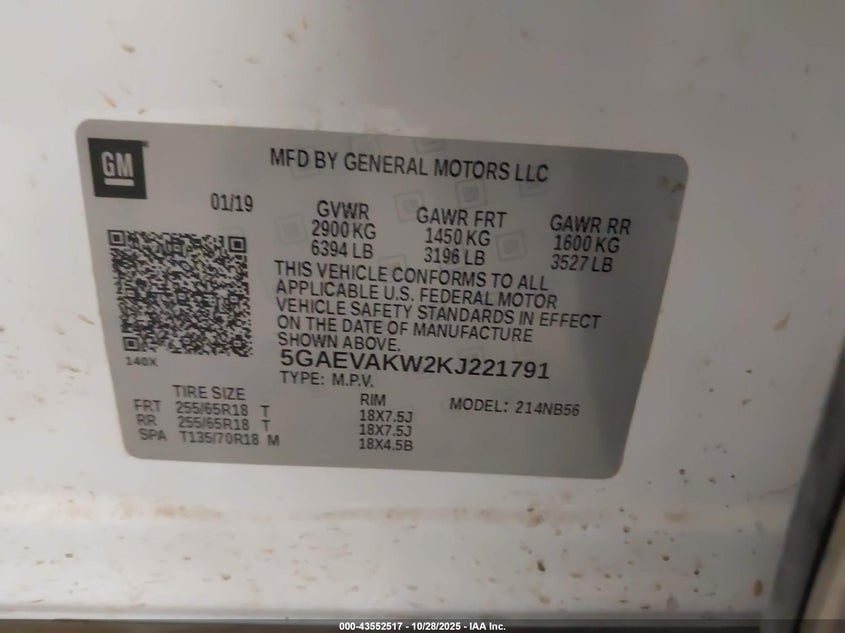 GM
MFD BY GENERAL MOTORS LLC
01/19
GVWR
2900 KG
6394 LB
GAWR FRT
1450 KG
3196 LB
GAWR RR
1600 KG
3527 LB
THIS VEHICLE CONFORMS TO ALL
APPLICABLE U.S. FEDERAL MOTOR
VEHICLE SAFETY STANDARDS IN EFFECT
ON THE DATE OF MANUFACTURE
SHOWN ABOVE.
140X
5GAEVAKW2KJ221791
TYPE: M.P.V.
MODEL: 214NB56
TIRE SIZE RIM
FRT 255/65R18 T 18X7.5J
RR 255/65R18 T 18X7.5J
SPA T135/70R18 M 18X4.5B
000-43552517 - 10/28/2025 - IAA Inc.